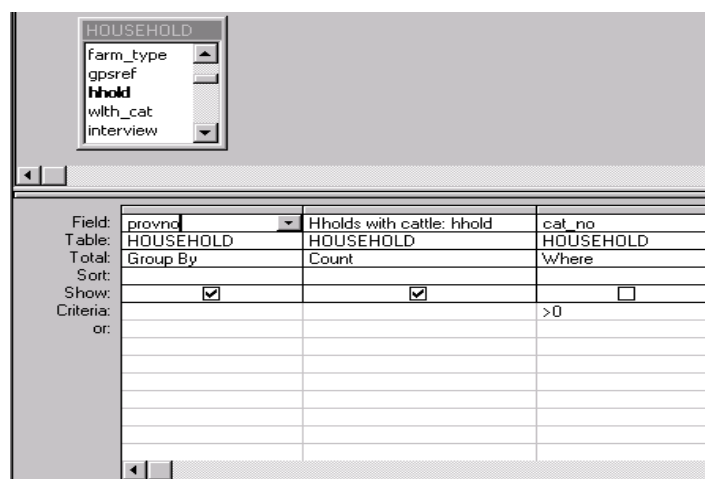 HOUSEHOLD
farm_type
gpsref
hhold
wlth_cat
interview
Field: provno Hholds with cattle: hhold cat_no
Table: HOUSEHOLD HOUSEHOLD HOUSEHOLD
Total: Group By Count Where
Sort:
Show:
Criteria: >0
or: